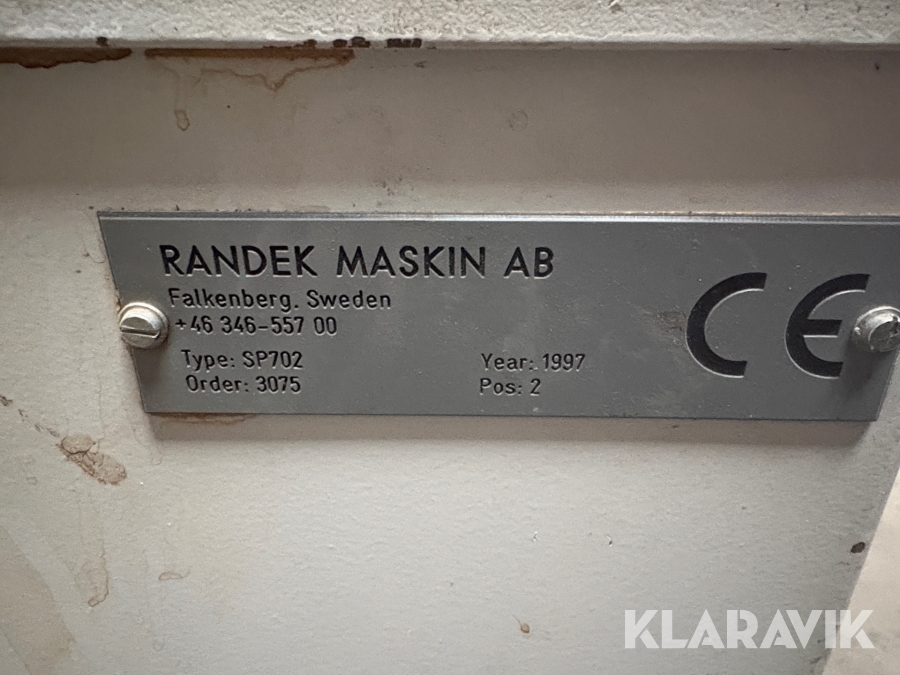 RANDEK MASKIN AB
Falkenberg. Sweden
+46 346-557 00
Type: SP702
Year: 1997
Order: 3075
Pos: 2
CE
KLARAVIK